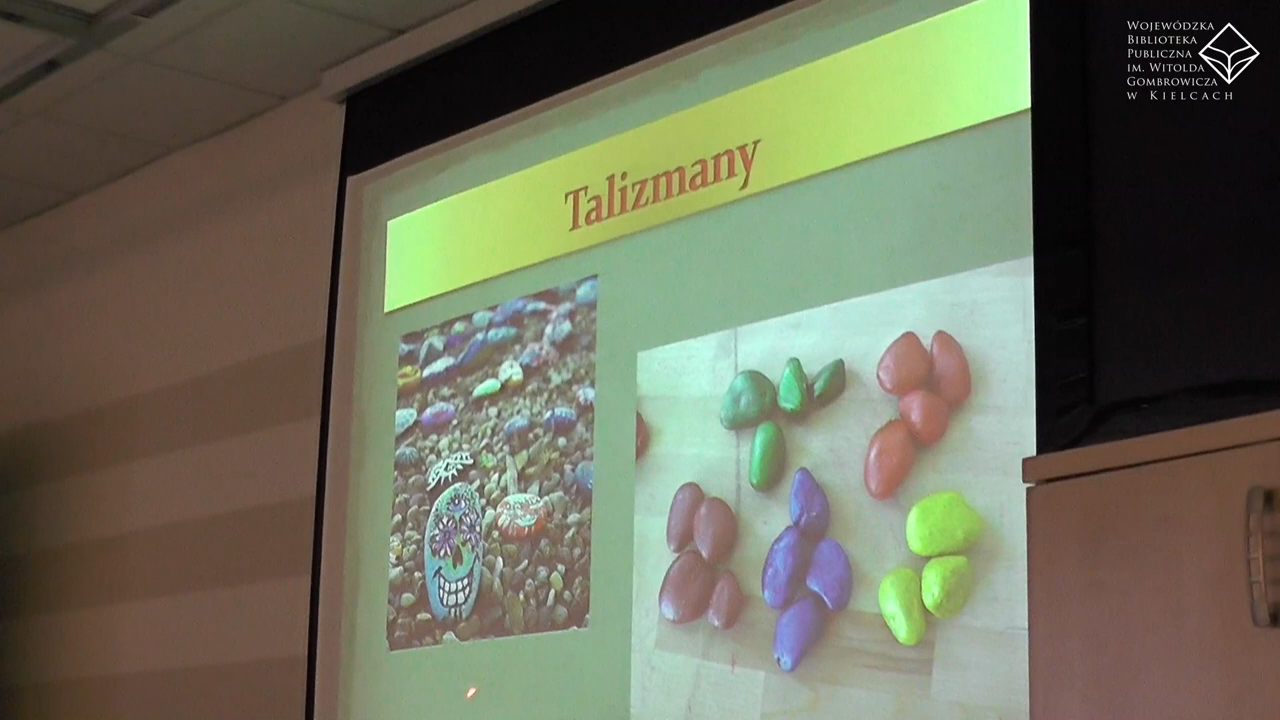 Talizmany
Wojewódzka
Biblioteka
Publiczna
im. Witolda
Gombrowicza
w Kielcach